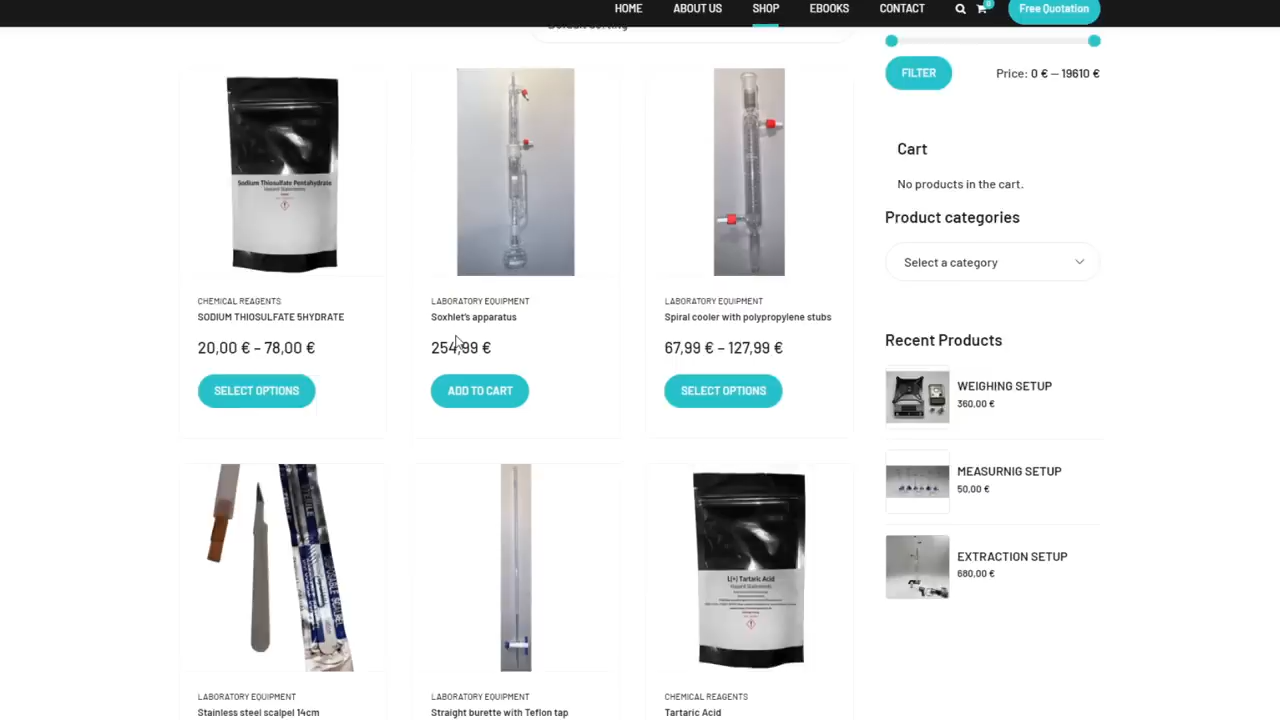 HOME ABOUT US SHOP EBOOKS CONTACT 0 Free Quotation
FILTER Price: 0 € — 19610 €
Cart
No products in the cart.
Product categories
Select a category
Sodium Thiosulfate Pentahydrate
CHEMICAL REAGENTS
SODIUM THIOSULFATE 5HYDRATE
20,00 € – 78,00 €
SELECT OPTIONS
LABORATORY EQUIPMENT
Soxhlet's apparatus
254,99 €
ADD TO CART
LABORATORY EQUIPMENT
Spiral cooler with polypropylene stubs
67,99 € – 127,99 €
SELECT OPTIONS
Recent Products
WEIGHING SETUP
360,00 €
MEASURNIG SETUP
50,00 €
EXTRACTION SETUP
680,00 €
L(+) Tartaric Acid
LABORATORY EQUIPMENT
Stainless steel scalpel 14cm
LABORATORY EQUIPMENT
Straight burette with Teflon tap
CHEMICAL REAGENTS
Tartaric Acid